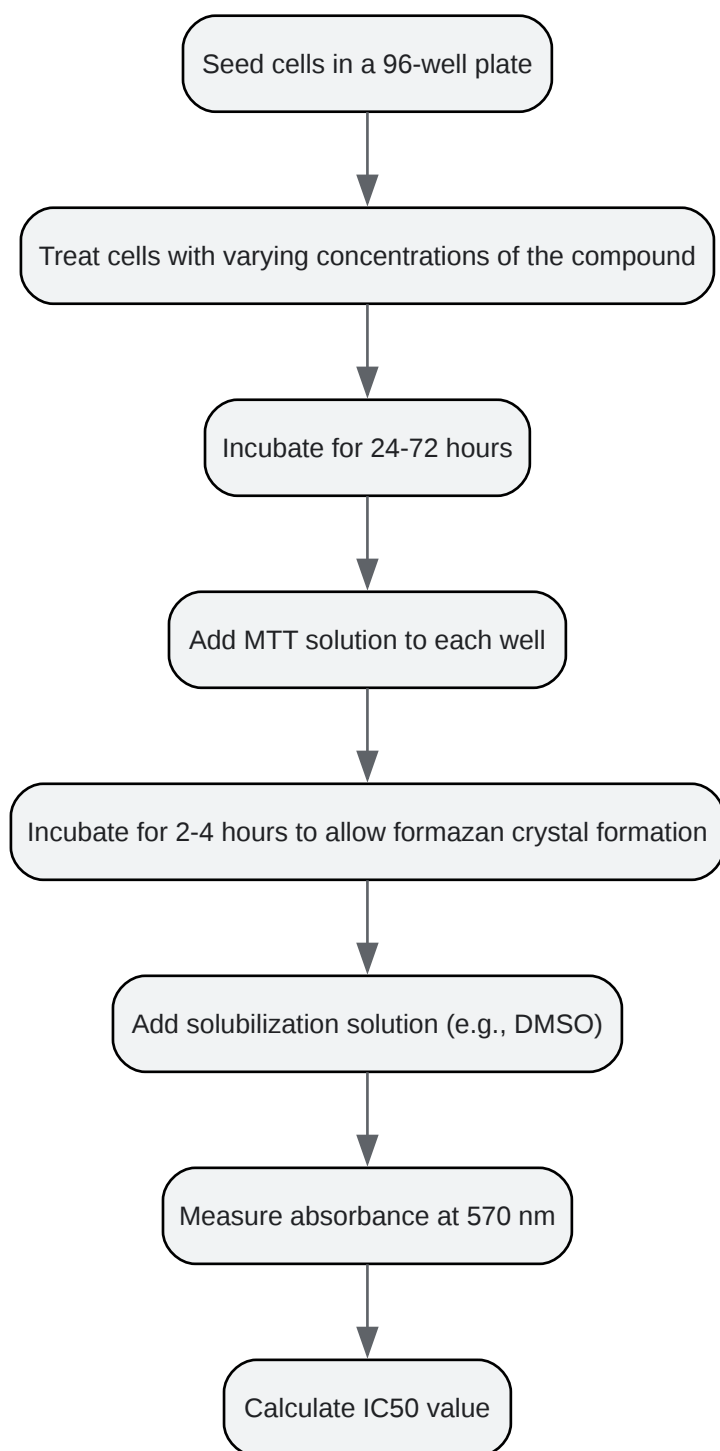 Seed cells in a 96-well plate
Treat cells with varying concentrations of the compound
Incubate for 24-72 hours
Add MTT solution to each well
Incubate for 2-4 hours to allow formazan crystal formation
Add solubilization solution (e.g., DMSO)
Measure absorbance at 570 nm
Calculate IC50 value